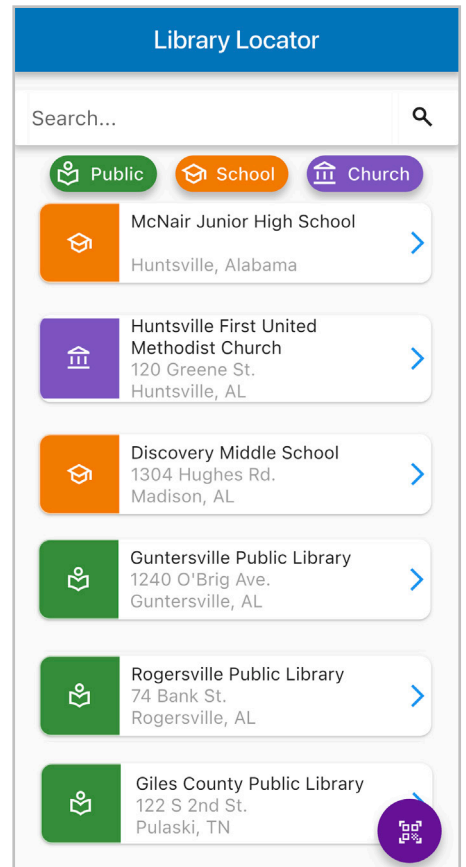 Library Locator
Search...
Public
School
Church
McNair Junior High School
Huntsville, Alabama
Huntsville First United
Methodist Church
120 Greene St.
Huntsville, AL
Discovery Middle School
1304 Hughes Rd.
Madison, AL
Guntersville Public Library
1240 O'Brig Ave.
Guntersville, AL
Rogersville Public Library
74 Bank St.
Rogersville, AL
Giles County Public Library
122 S 2nd St.
Pulaski, TN